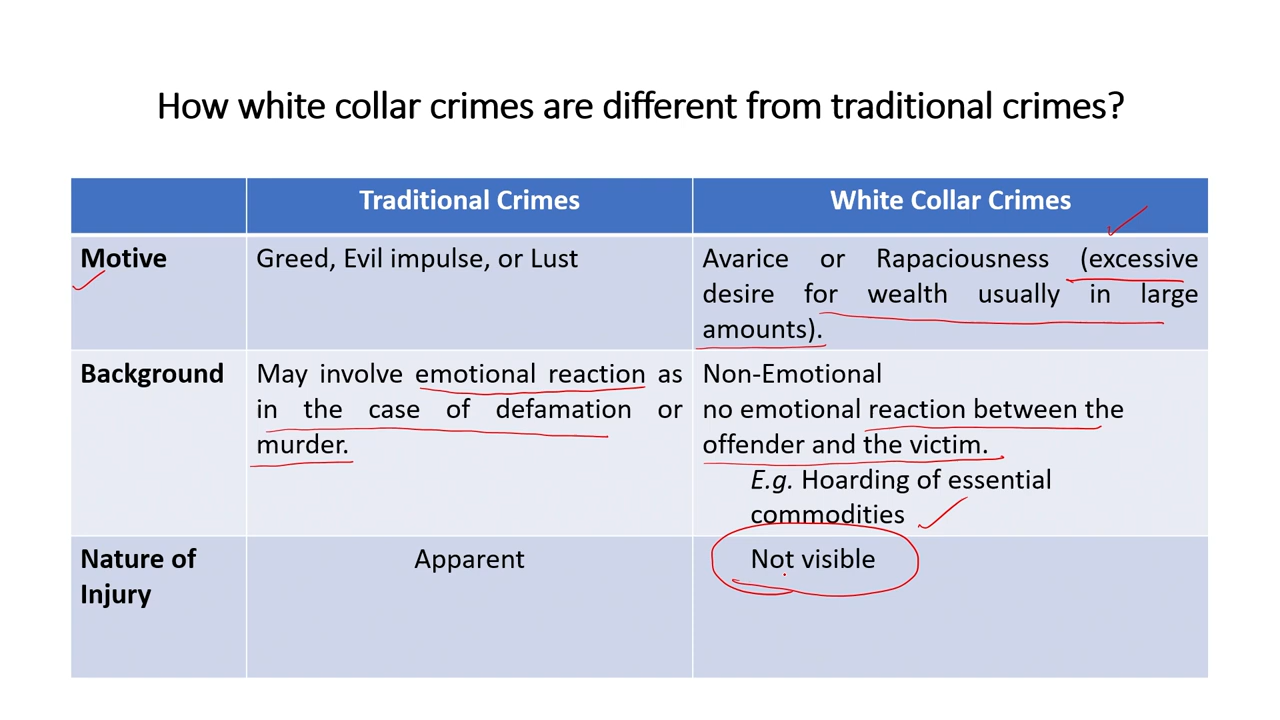 How white collar crimes are different from traditional crimes?
Traditional Crimes
White Collar Crimes
Motive
Greed, Evil impulse, or Lust
Avarice or Rapaciousness (excessive
desire for wealth usually in large
amounts).
Background
May involve emotional reaction as
in the case of defamation or
murder.
Non-Emotional
no emotional reaction between the
offender and the victim.
E.g. Hoarding of essential
commodities
Nature of
Injury
Apparent
Not visible